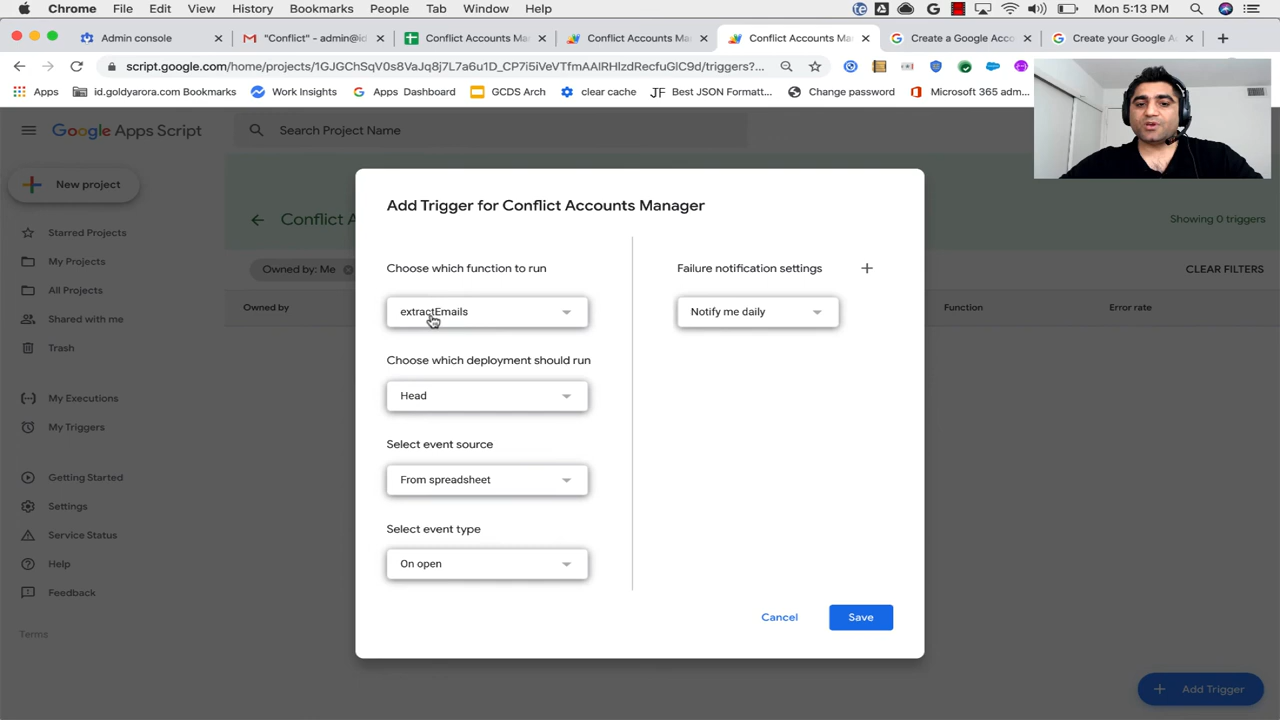 Chrome File Edit View History Bookmarks People Tab Window Help Mon 5:13 PM
Admin console "Conflict" - admin@id Conflict Accounts Man Conflict Accounts Ma Conflict Accounts Ma Create a Google Acco Create your Google A
script.google.com/home/projects/1GJGChSqV0s8VaJq8j7L7a6u1D_CP7i5iVeVTfmAAIRHlzdRecfuGlC9d/triggers?...
Apps id.goldyarora.com Bookmarks Work Insights Apps Dashboard GCDS Arch clear cache Best JSON Formatt... Change password Microsoft 365 adm...
Google Apps Script Search Project Name
New project
Starred Projects
My Projects
All Projects
Shared with me
Trash
My Executions
My Triggers
Getting Started
Settings
Service Status
Help
Feedback
Terms
Conflict A
Showing 0 triggers
Owned by: Me
CLEAR FILTERS
Owned by Function Error rate
Add Trigger for Conflict Accounts Manager
Choose which function to run
extractEmails
Choose which deployment should run
Head
Select event source
From spreadsheet
Select event type
On open
Failure notification settings
Notify me daily
Cancel Save
Add Trigger